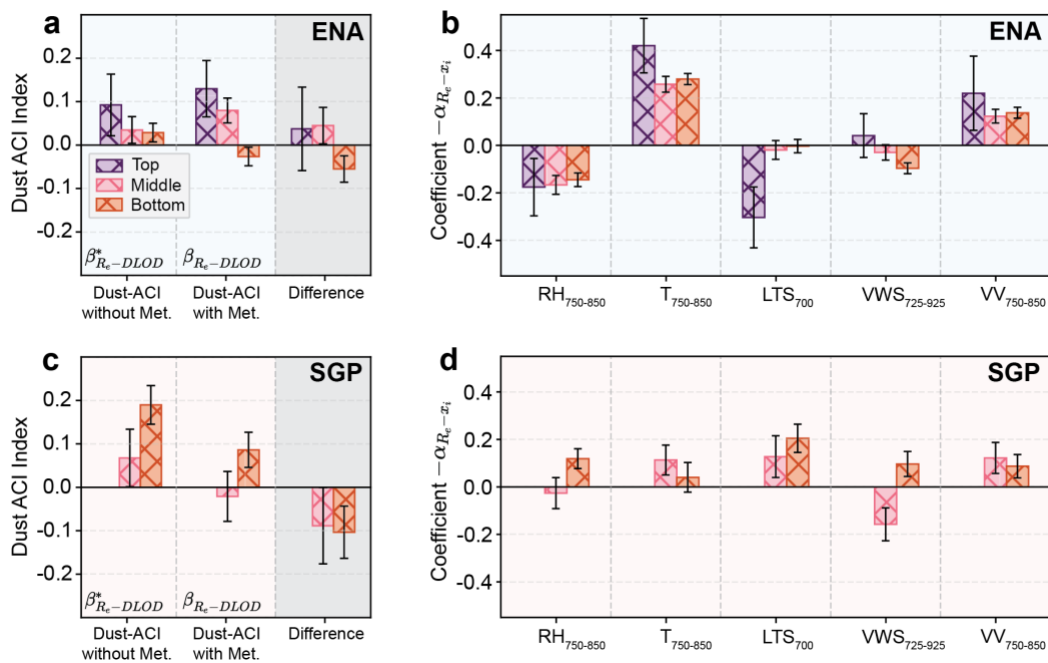 a
ENA
Dust ACI Index
0.2
0.1
0.0
-0.1
-0.2
Top
Middle
Bottom
β*Rₑ−DLOD
βRₑ−DLOD
Dust-ACI
without Met.
Dust-ACI
with Met.
Difference
b
ENA
Coefficient −αRₑ−xᵢ
0.4
0.2
0.0
-0.2
-0.4
RH750-850
T750-850
LTS700
VWS725-925
VV750-850
c
SGP
Dust ACI Index
0.2
0.1
0.0
-0.1
-0.2
β*Rₑ−DLOD
βRₑ−DLOD
Dust-ACI
without Met.
Dust-ACI
with Met.
Difference
d
SGP
Coefficient −αRₑ−xᵢ
0.4
0.2
0.0
-0.2
-0.4
RH750-850
T750-850
LTS700
VWS725-925
VV750-850